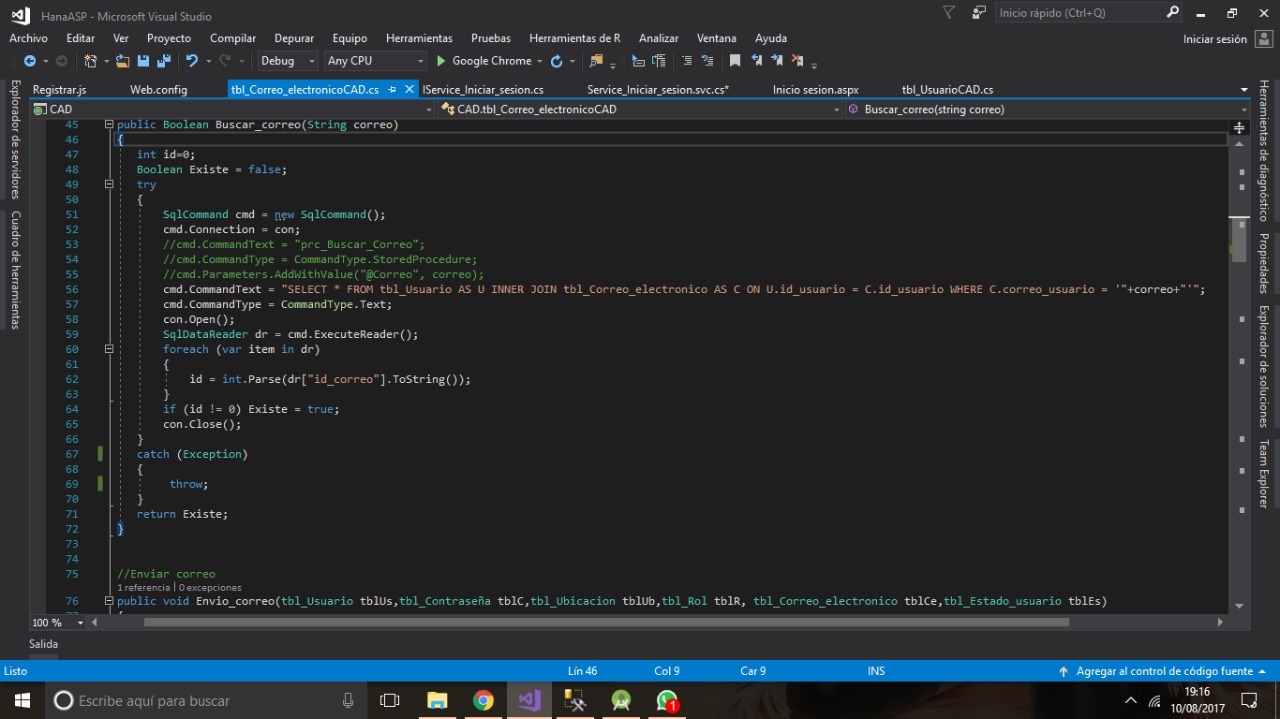 HanaASP - Microsoft Visual Studio
Inicio rápido (Ctrl+Q)
Archivo Editar Ver Proyecto Compilar Depurar Equipo Herramientas Pruebas Herramientas de R Analizar Ventana Ayuda
Iniciar sesión
Debug Any CPU Google Chrome
Registrar.js Web.config tbl_Correo_electronicoCAD.cs IService_Iniciar_sesion.cs Service_Iniciar_sesion.svc.cs* Inicio sesion.aspx tbl_UsuarioCAD.cs
CAD CAD.tbl_Correo_electronicoCAD Buscar_correo(string correo)
Explorador de servidores
Cuadro de herramientas
45 public Boolean Buscar_correo(String correo)
46 {
47 int id=0;
48 Boolean Existe = false;
49 try
50 {
51 SqlCommand cmd = new SqlCommand();
52 cmd.Connection = con;
53 //cmd.CommandText = "prc_Buscar_Correo";
54 //cmd.CommandType = CommandType.StoredProcedure;
55 //cmd.Parameters.AddWithValue("@Correo", correo);
56 cmd.CommandText = "SELECT * FROM tbl_Usuario AS U INNER JOIN tbl_Correo_electronico AS C ON U.id_usuario = C.id_usuario WHERE C.correo_usuario = '"+correo+"'";
57 cmd.CommandType = CommandType.Text;
58 con.Open();
59 SqlDataReader dr = cmd.ExecuteReader();
60 foreach (var item in dr)
61 {
62 id = int.Parse(dr["id_correo"].ToString());
63 }
64 if (id != 0) Existe = true;
65 con.Close();
66 }
67 catch (Exception)
68 {
69 throw;
70 }
71 return Existe;
72 }
73
74
75 //Enviar correo
1 referencia | 0 excepciones
76 public void Envio_correo(tbl_Usuario tblUs,tbl_Contraseña tblC,tbl_Ubicacion tblUb,tbl_Rol tblR, tbl_Correo_electronico tblCe,tbl_Estado_usuario tblEs)
Herramientas de diagnóstico
Propiedades
Explorador de soluciones
Team Explorer
100 %
Salida
Listo Lín 46 Col 9 Car 9 INS Agregar al control de código fuente
Escribe aquí para buscar
1
19:16
10/08/2017